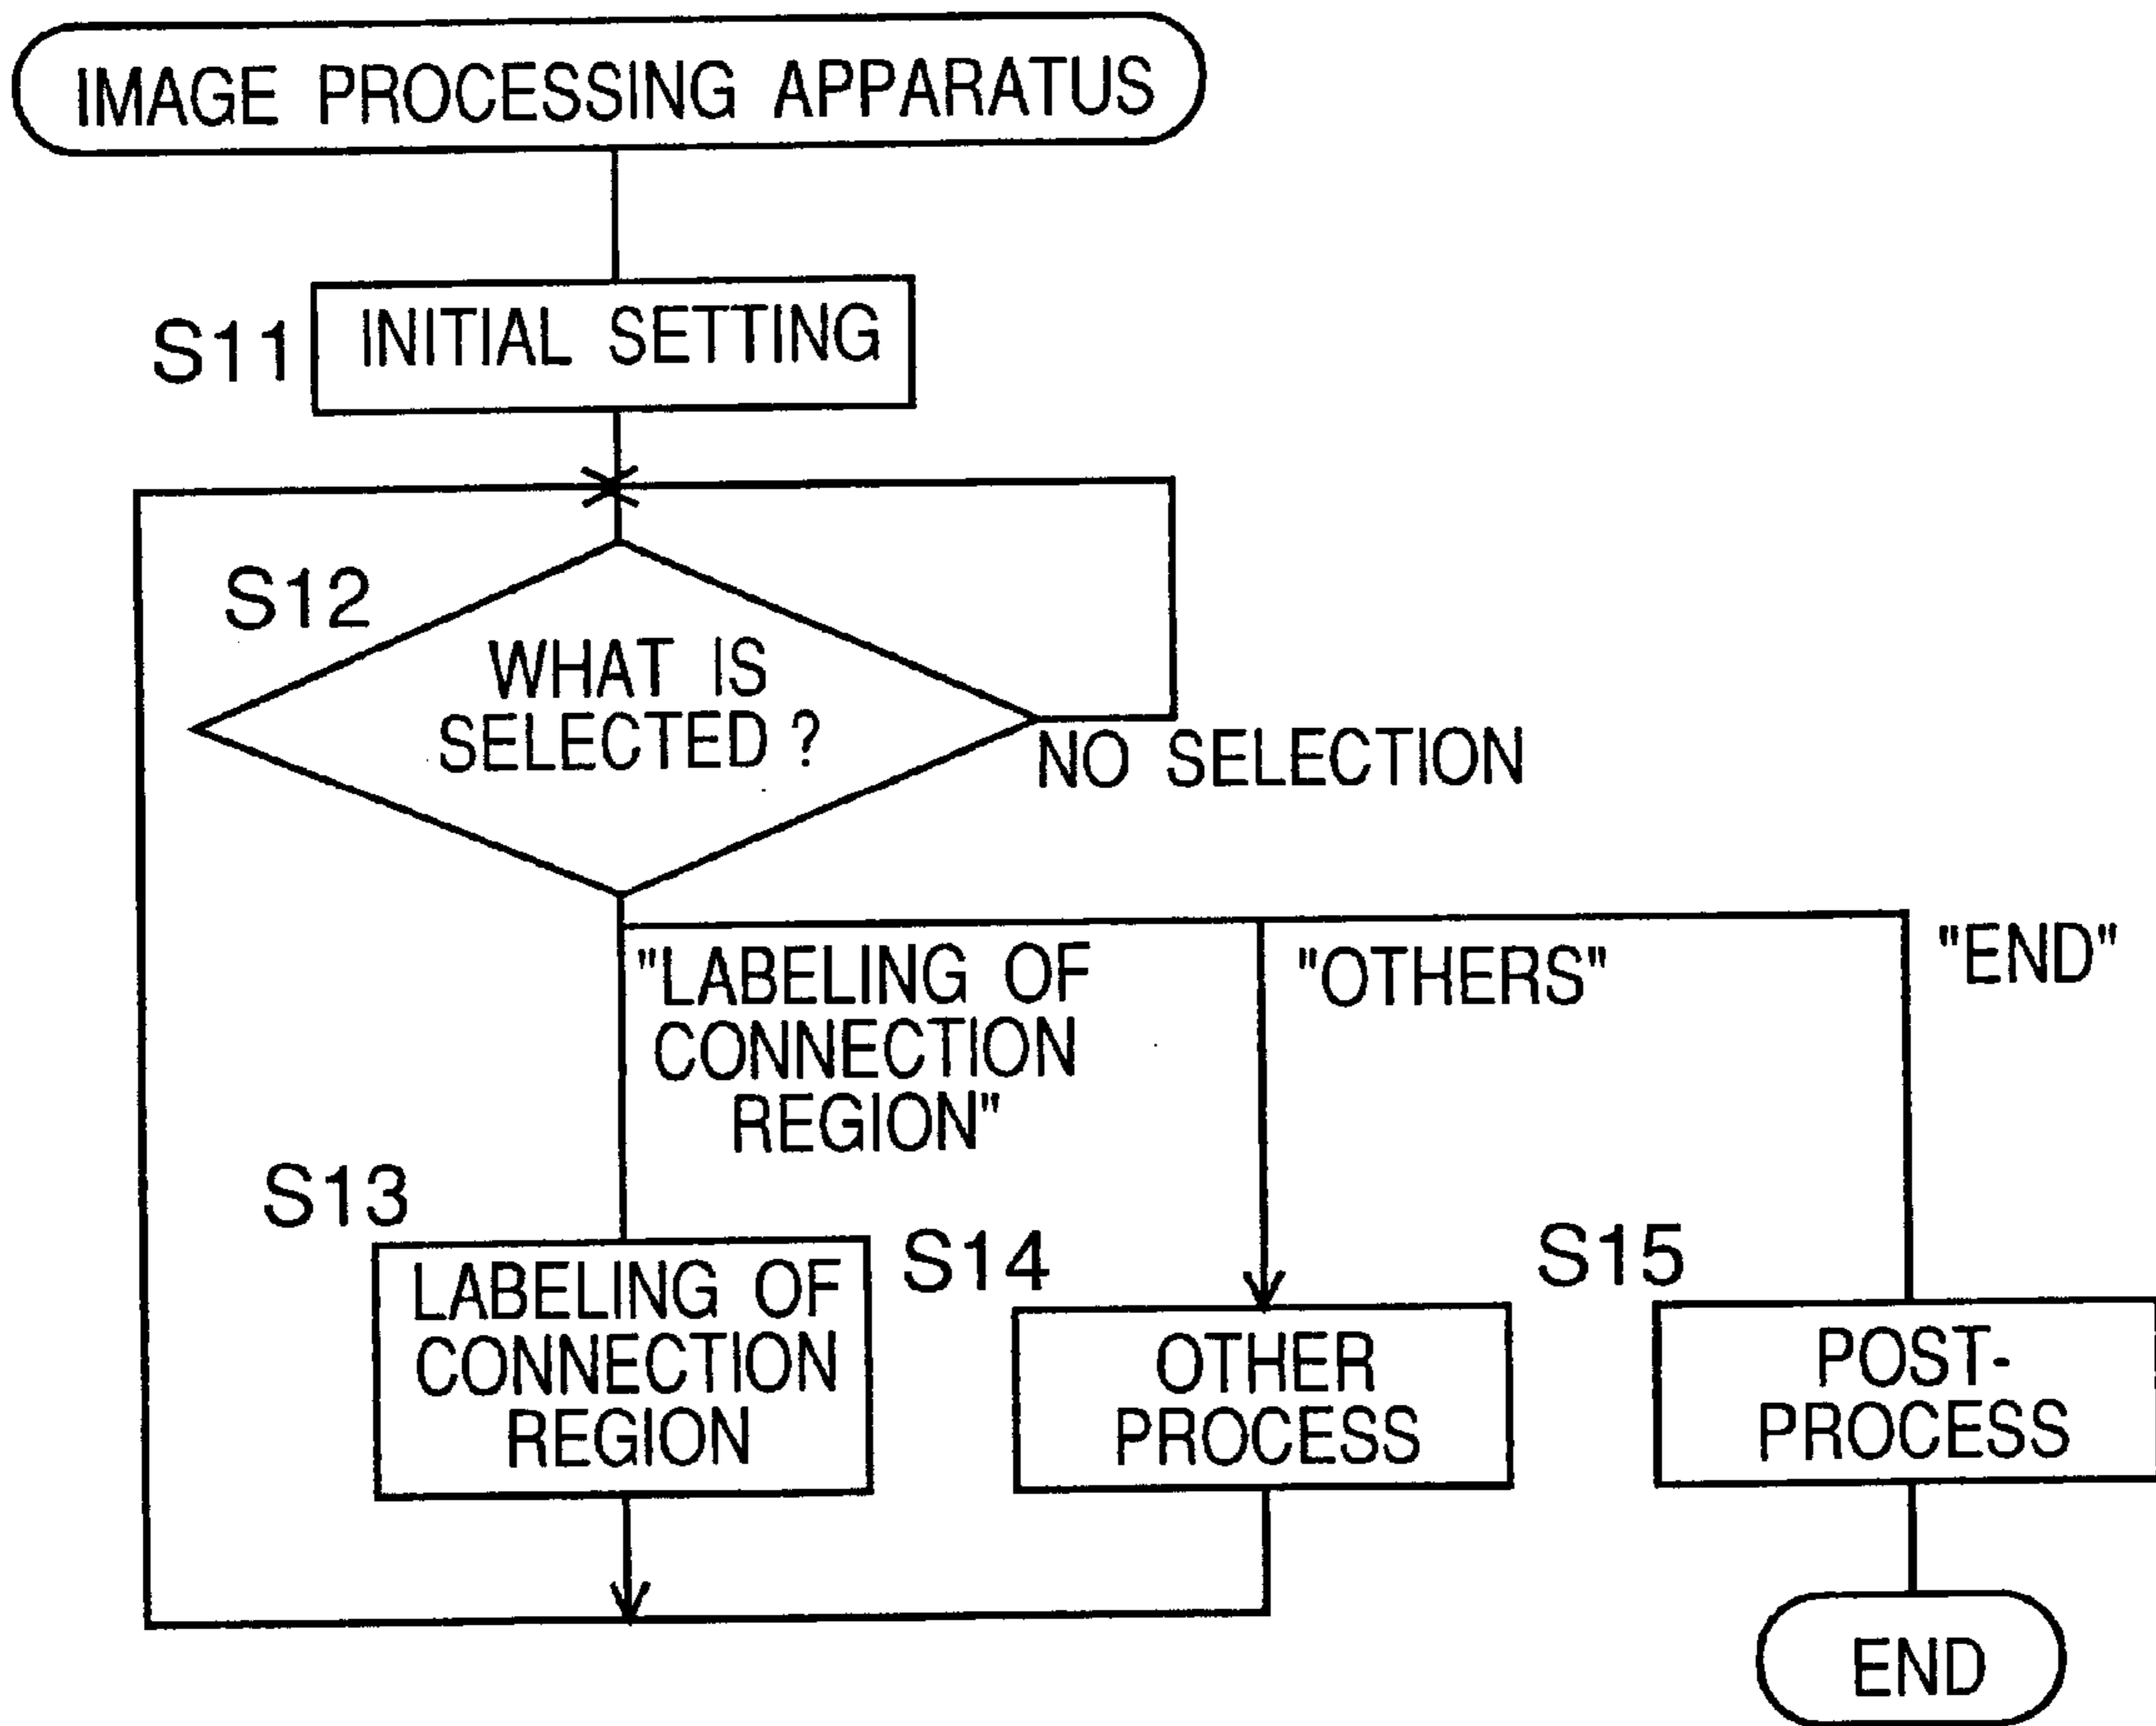 IMAGE PROCESSING APPARATUS
S11
INITIAL SETTING
S12
WHAT IS
SELECTED ?
NO SELECTION
"LABELING OF
CONNECTION
REGION"
"OTHERS"
"END"
S13
LABELING OF
CONNECTION
REGION
S14
OTHER
PROCESS
S15
POST-
PROCESS
END